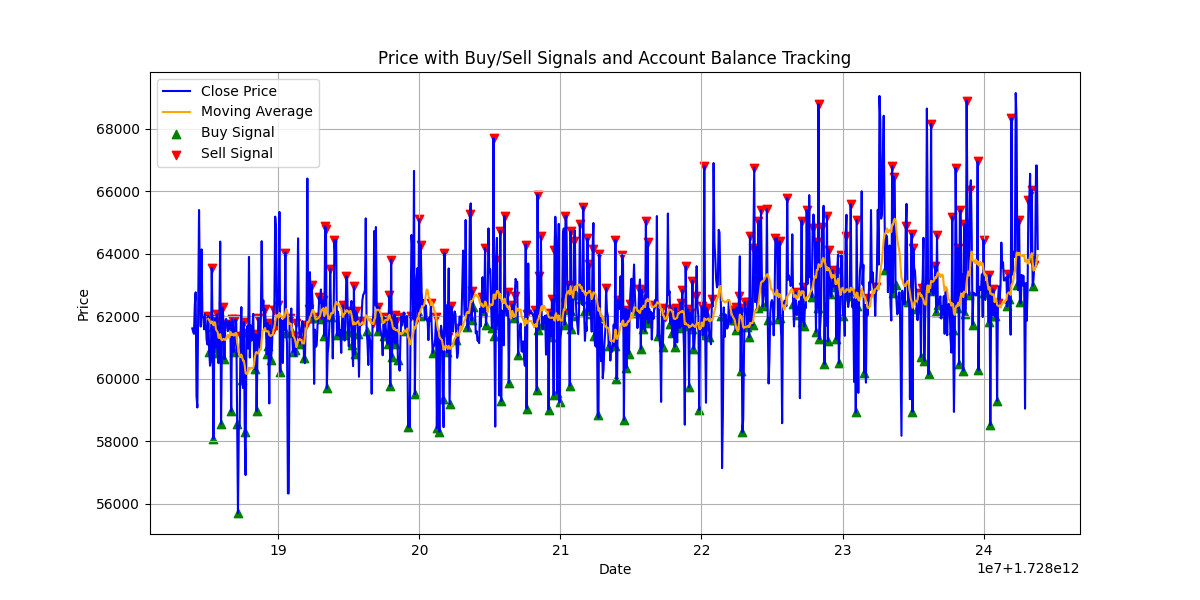 Price with Buy/Sell Signals and Account Balance Tracking
Close Price
Moving Average
Buy Signal
Sell Signal
68000
66000
64000
62000
60000
58000
56000
Price
19 20 21 22 23 24
Date
1e7+1.728e12